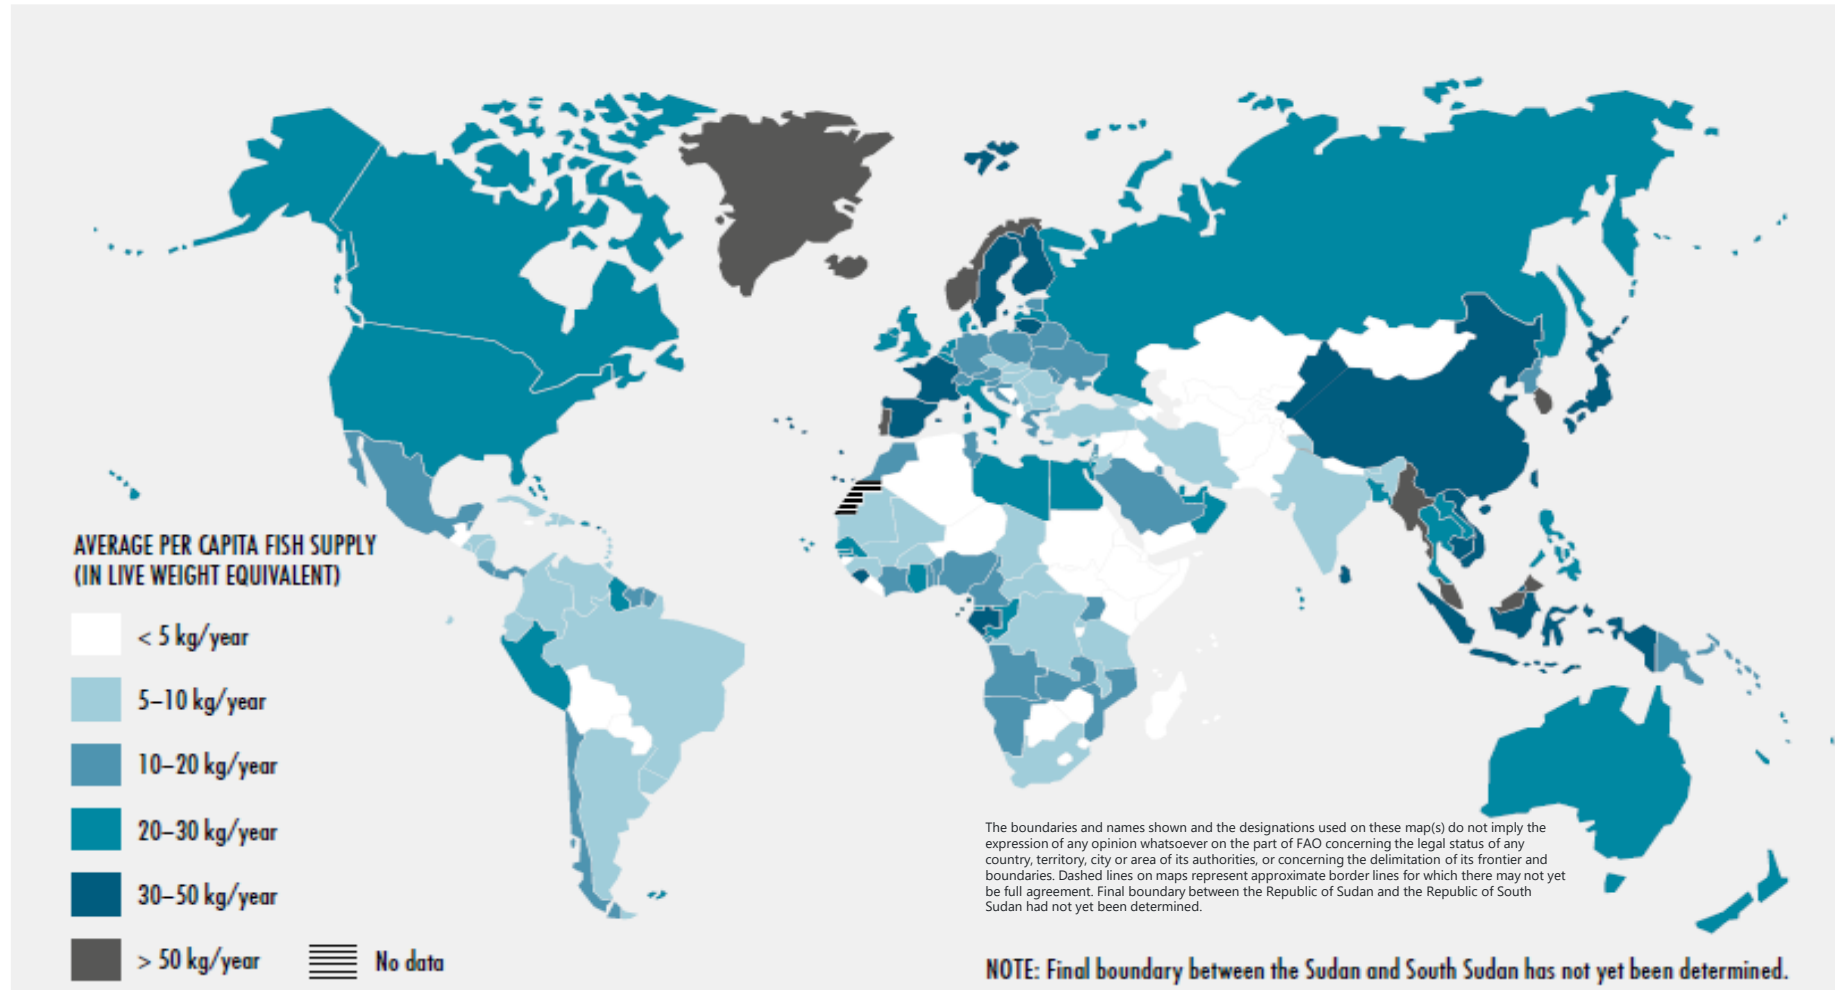 AVERAGE PER CAPITA FISH SUPPLY
(IN LIVE WEIGHT EQUIVALENT)
< 5 kg/year
5–10 kg/year
10–20 kg/year
20–30 kg/year
30–50 kg/year
> 50 kg/year
No data
The boundaries and names shown and the designations used on these map(s) do not imply the
expression of any opinion whatsoever on the part of FAO concerning the legal status of any
country, territory, city or area of its authorities, or concerning the delimitation of its frontier and
boundaries. Dashed lines on maps represent approximate border lines for which there may not yet
be full agreement. Final boundary between the Republic of Sudan and the Republic of South
Sudan had not yet been determined.
NOTE: Final boundary between the Sudan and South Sudan has not yet been determined.